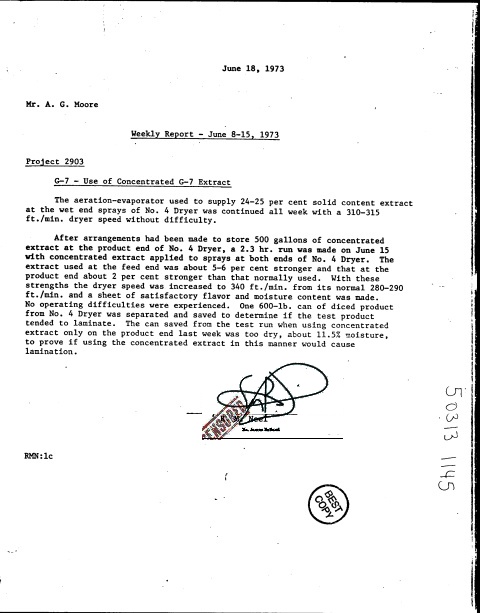 June 18, 1973
Mr. A. G. Moore
Weekly Report - June 8-15, 1973
Project 2903
G-7 - Use of Concentrated G-7 Extract
The aeration-evaporator used to supply 24-25 per cent solid content extract
at the wet end sprays of No. 4 Dryer was continued all week with a 310-315
ft./min. dryer speed without difficulty.
After arrangements had been made to store 500 gallons of concentrated
extract at the product end of No. 4 Dryer, a 2.3 hr. run was made on June 15
with concentrated extract applied to sprays at both ends of No. 4 Dryer. The
extract used at the feed end was about 5-6 per cent stronger and that at the
product end about 2 per cent stronger than that normally used. With these
strengths the dryer speed was increased to 340 ft./min. from its normal 280-290
ft./min. and a sheet of satisfactory flavor and moisture content was made.
No operating difficulties were experienced. One 600-lb. can of diced product
from No. 4 Dryer was separated and saved to determine if the test product
tended to laminate. The can saved from the test run when using concentrated
extract only on the product end last week was too dry, about 11.5% moisture,
to prove if using the concentrated extract in this manner would cause
lamination.
Neel
RMN:lc
BEST
COPY
50313 1145